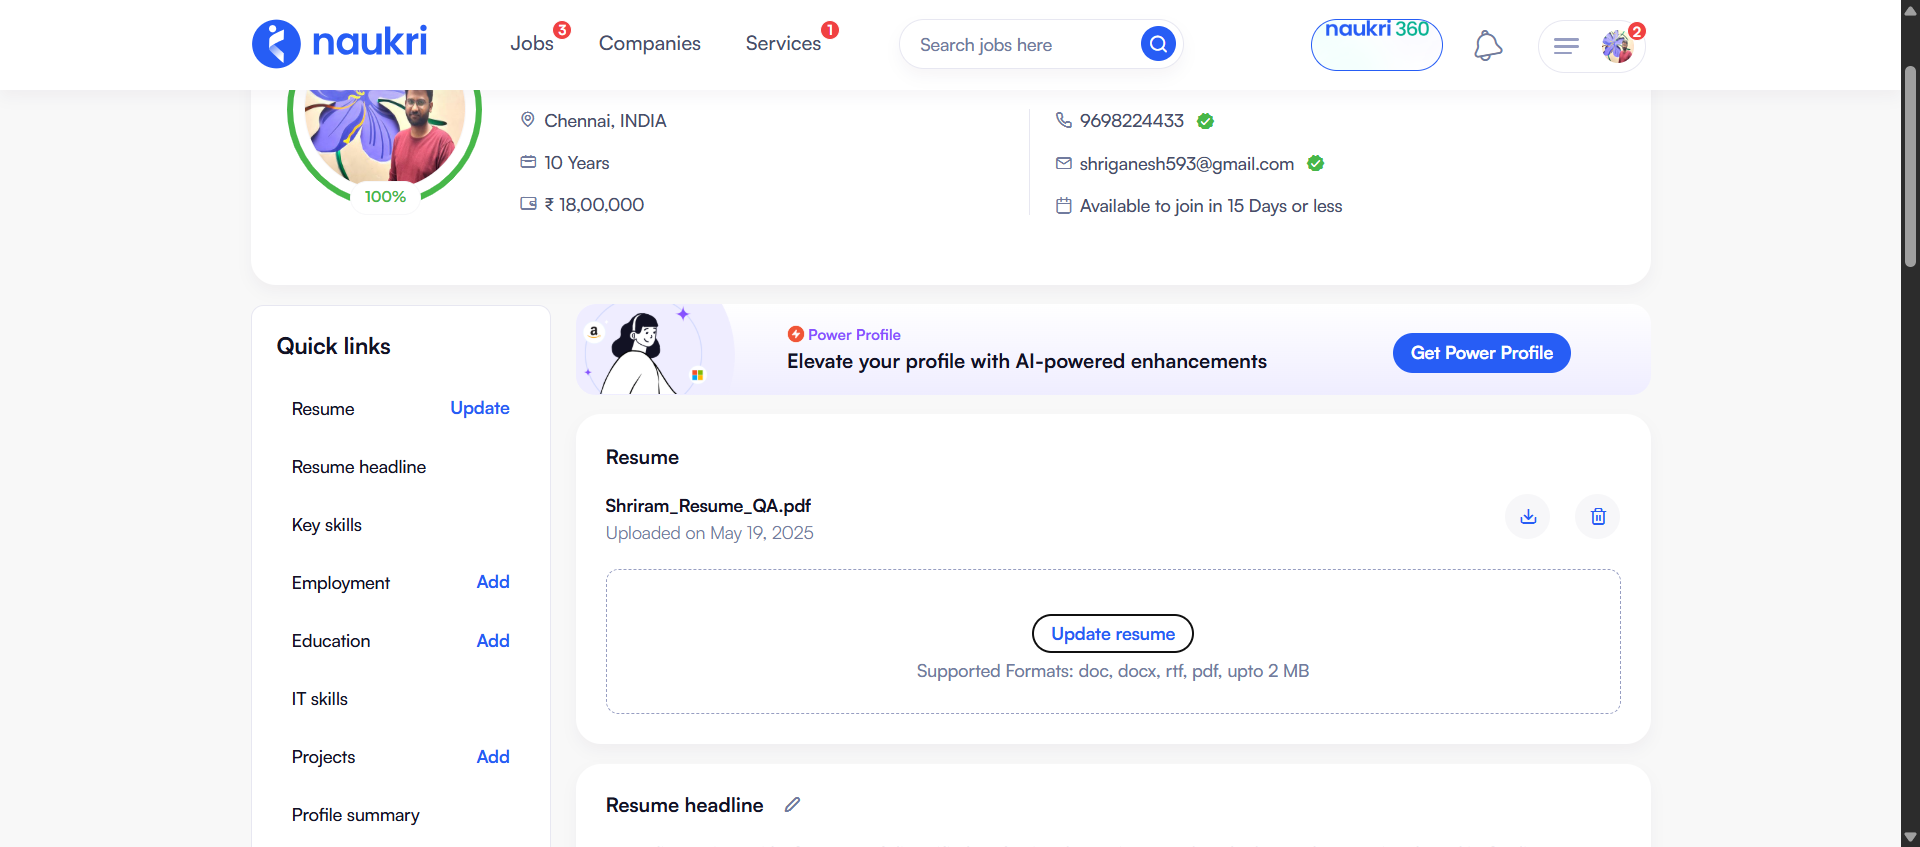 naukri
Jobs 3
Companies
Services 1
Search jobs here
naukri 360
2
100%
Chennai, INDIA
10 Years
₹ 18,00,000
9698224433
shriganesh593@gmail.com
Available to join in 15 Days or less
Quick links
Resume Update
Resume headline
Key skills
Employment Add
Education Add
IT skills
Projects Add
Profile summary
a
Power Profile
Elevate your profile with AI-powered enhancements
Get Power Profile
Resume
Shriram_Resume_QA.pdf
Uploaded on May 19, 2025
Update resume
Supported Formats: doc, docx, rtf, pdf, upto 2 MB
Resume headline